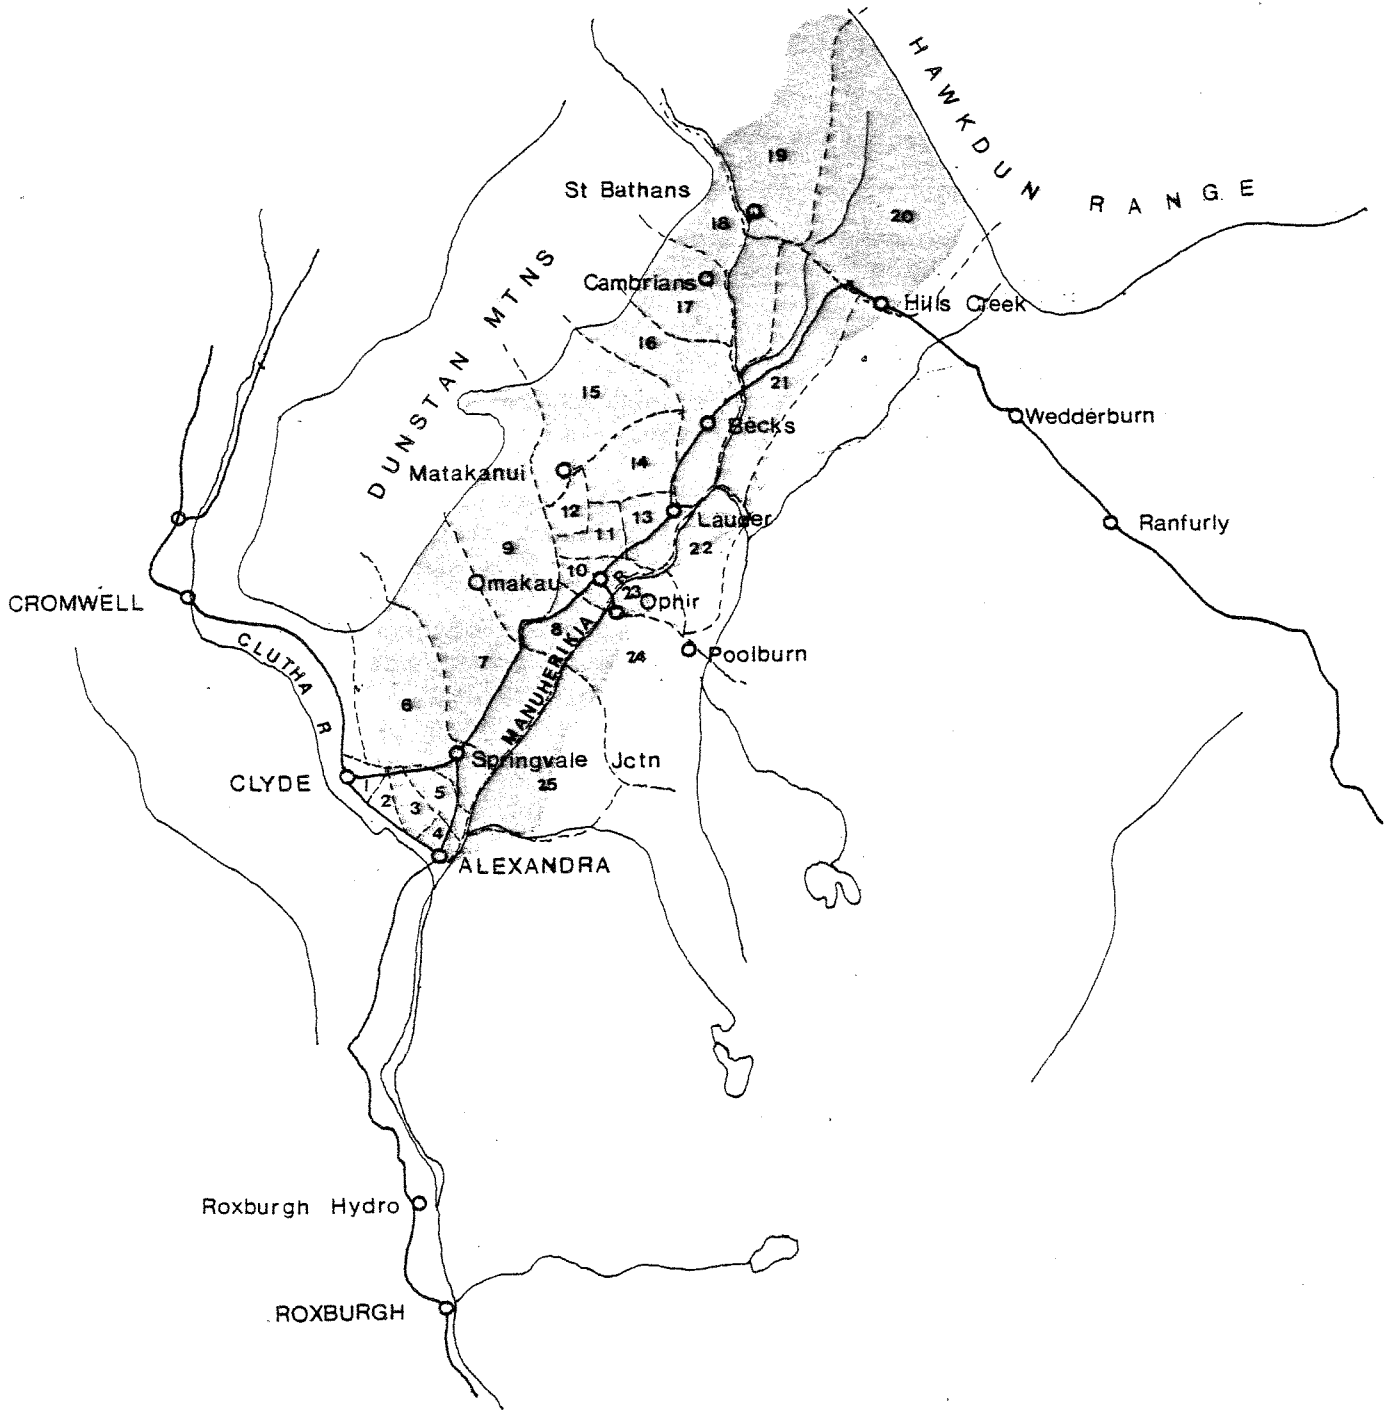 HAWKDUN RANGE
19
St Bathans
18
20
Cambrians
17
Hills Creek
DUNSTAN MTNS
16
15
21
Becks
Wedderburn
Matakanui
14
12
13
Lauder
Ranfurly
11
9
22
10
Omakau
R
23
Ophir
CROMWELL
8
CLUTHA R
MANUHERIKIA
7
24
Poolburn
6
Springvale Jctn
CLYDE
1
2
3
5
25
4
ALEXANDRA
Roxburgh Hydro
ROXBURGH